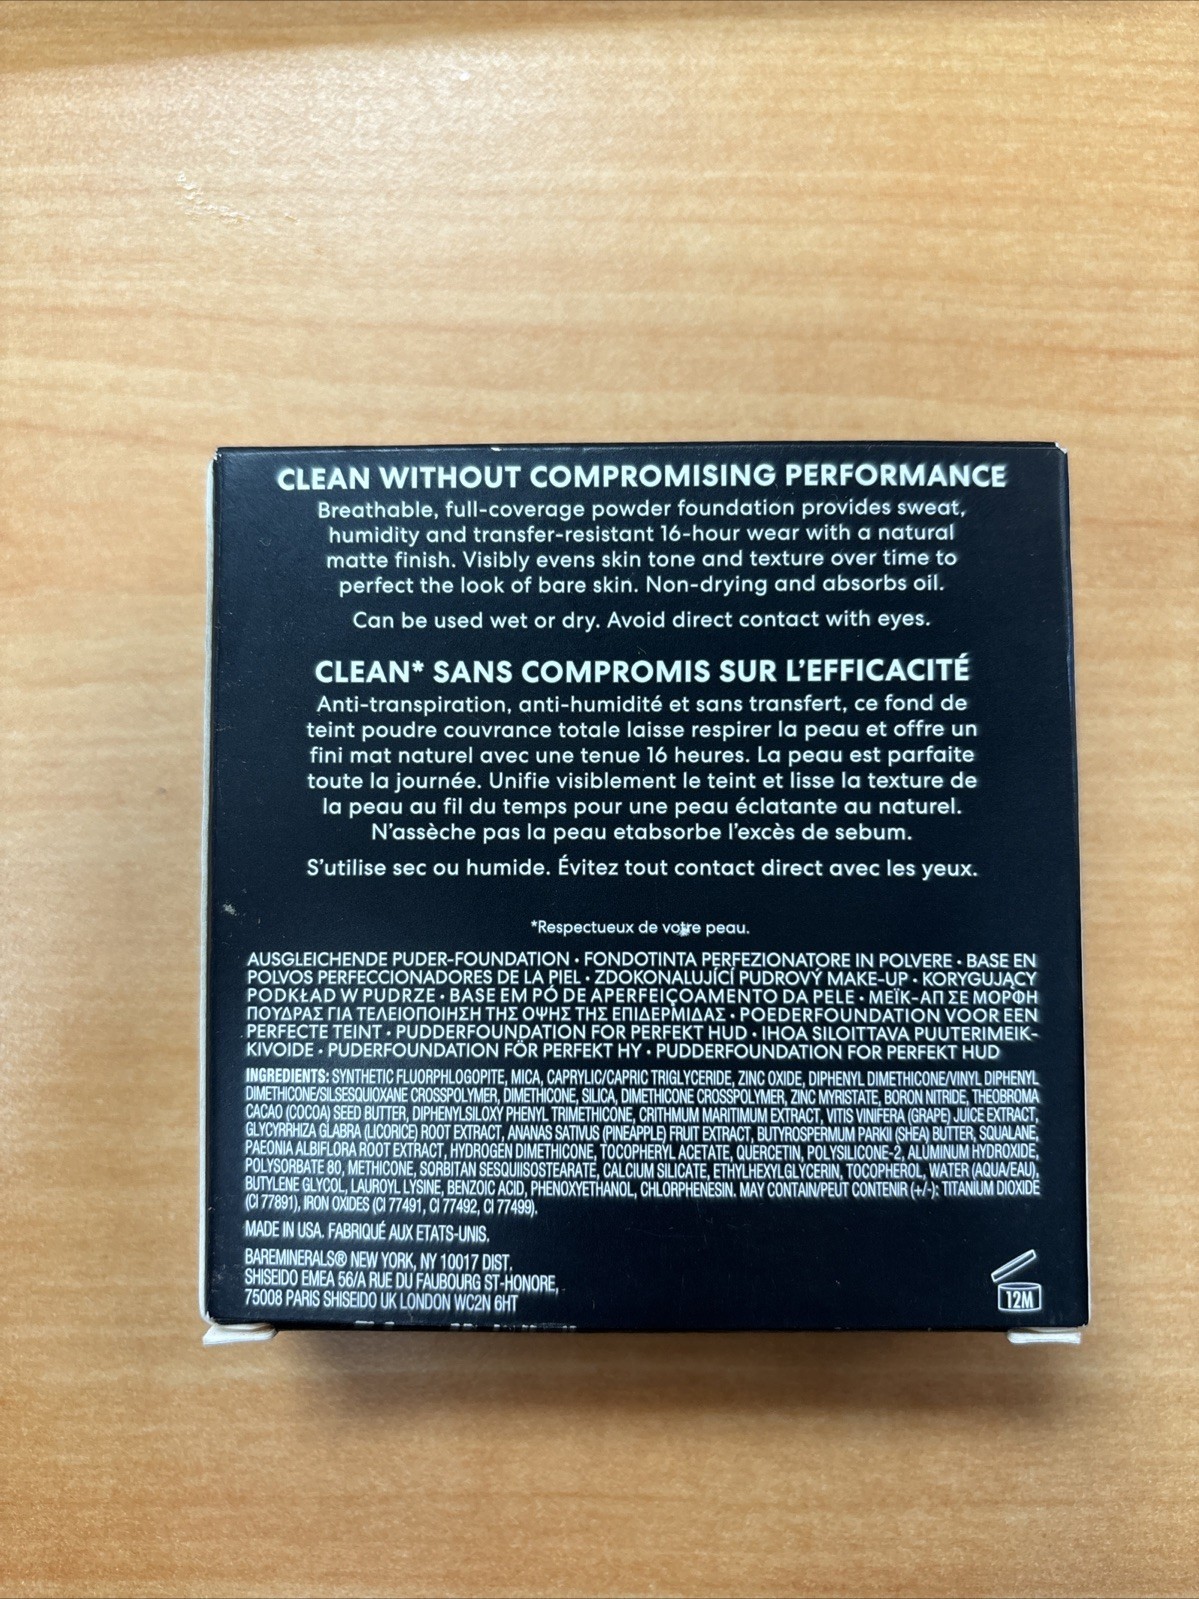 CLEAN WITHOUT COMPROMISING PERFORMANCE
Breathable, full-coverage powder foundation provides sweat,
humidity and transfer-resistant 16-hour wear with a natural
matte finish. Visibly evens skin tone and texture over time to
perfect the look of bare skin. Non-drying and absorbs oil.
Can be used wet or dry. Avoid direct contact with eyes.
CLEAN* SANS COMPROMIS SUR L'EFFICACITÉ
Anti-transpiration, anti-humidité et sans transfert, ce fond de
teint poudre couvrance totale laisse respirer la peau et offre un
fini mat naturel avec une tenue 16 heures. La peau est parfaite
toute la journée. Unifie visiblement le teint et lisse la texture de
la peau au fil du temps pour une peau éclatante au naturel.
N'assèche pas la peau etabsorbe l'excès de sebum.
S'utilise sec ou humide. Évitez tout contact direct avec les yeux.
*Respectueux de votre peau.
AUSGLEICHENDE PUDER-FOUNDATION • FONDOTINTA PERFEZIONATORE IN POLVERE • BASE EN
POLVOS PERFECCIONADORES DE LA PIEL • ZDOKONALUJÍCÍ PUDROVÝ MAKE-UP • KORYGUJĄCY
PODKŁAD W PUDRZE • BASE EM PÓ DE APERFEIÇOAMENTO DA PELE • ΜΕΪΚ-ΑΠ ΣΕ ΜΟΡΦΗ
ΠΟΥΔΡΑΣ ΓΙΑ ΤΕΛΕΙΟΠΟΙΗΣΗ ΤΗΣ ΟΨΗΣ ΤΗΣ ΕΠΙΔΕΡΜΙΔΑΣ • POEDERFOUNDATION VOOR EEN
PERFECTE TEINT • PUDDERFOUNDATION FOR PERFEKT HUD • IHOA SILOITTAVA PUUTERIMEIK-
KIVOIDE • PUDERFOUNDATION FÖR PERFEKT HY • PUDDERFOUNDATION FOR PERFEKT HUD
INGREDIENTS: SYNTHETIC FLUORPHLOGOPITE, MICA, CAPRYLIC/CAPRIC TRIGLYCERIDE, ZINC OXIDE, DIPHENYL DIMETHICONE/VINYL DIPHENYL
DIMETHICONE/SILSESQUIOXANE CROSSPOLYMER, DIMETHICONE, SILICA, DIMETHICONE CROSSPOLYMER, ZINC MYRISTATE, BORON NITRIDE, THEOBROMA
CACAO (COCOA) SEED BUTTER, DIPHENYLSILOXY PHENYL TRIMETHICONE, CRITHMUM MARITIMUM EXTRACT, VITIS VINIFERA (GRAPE) JUICE EXTRACT,
GLYCYRRHIZA GLABRA (LICORICE) ROOT EXTRACT, ANANAS SATIVUS (PINEAPPLE) FRUIT EXTRACT, BUTYROSPERMUM PARKII (SHEA) BUTTER, SQUALANE,
PAEONIA ALBIFLORA ROOT EXTRACT, HYDROGEN DIMETHICONE, TOCOPHERYL ACETATE, QUERCETIN, POLYSILICONE-2, ALUMINUM HYDROXIDE,
POLYSORBATE 80, METHICONE, SORBITAN SESQUIISOSTEARATE, CALCIUM SILICATE, ETHYLHEXYLGLYCERIN, TOCOPHEROL, WATER (AQUA/EAU),
BUTYLENE GLYCOL, LAUROYL LYSINE, BENZOIC ACID, PHENOXYETHANOL, CHLORPHENESIN. MAY CONTAIN/PEUT CONTENIR (+/-): TITANIUM DIOXIDE
(CI 77891), IRON OXIDES (CI 77491, CI 77492, CI 77499).
MADE IN USA. FABRIQUÉ AUX ETATS-UNIS.
BAREMINERALS® NEW YORK, NY 10017 DIST.
SHISEIDO EMEA 56/A RUE DU FAUBOURG ST-HONORE,
75008 PARIS SHISEIDO UK LONDON WC2N 6HT
12M